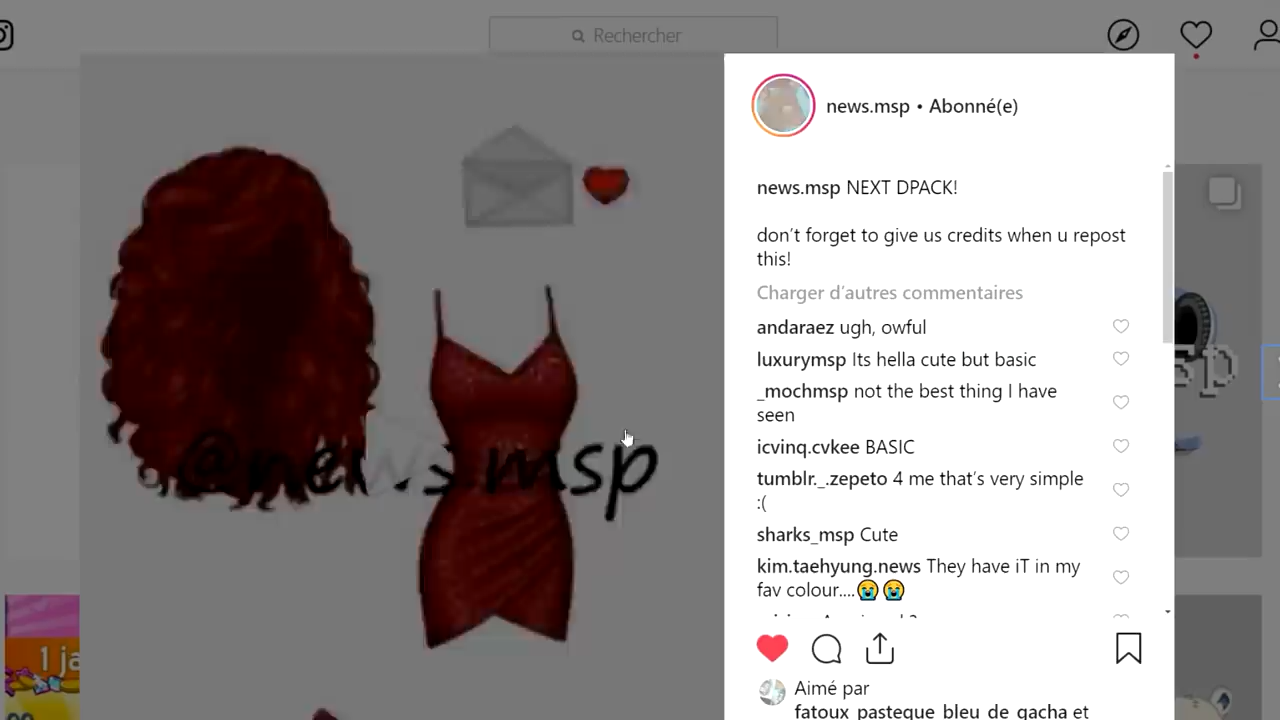 Rechercher
news.msp • Abonné(e)
news.msp NEXT DPACK!
don't forget to give us credits when u repost
this!
Charger d'autres commentaires
andaraez ugh, owful
luxurymsp Its hella cute but basic
_mochmsp not the best thing I have
seen
icvinq.cvkee BASIC
tumblr._.zepeto 4 me that's very simple
:(
sharks_msp Cute
kim.taehyung.news They have iT in my
fav colour....😭😭
Aimé par
fatoux_pasteque_bleu_de_gacha et
@news.msp
1 ja
sp